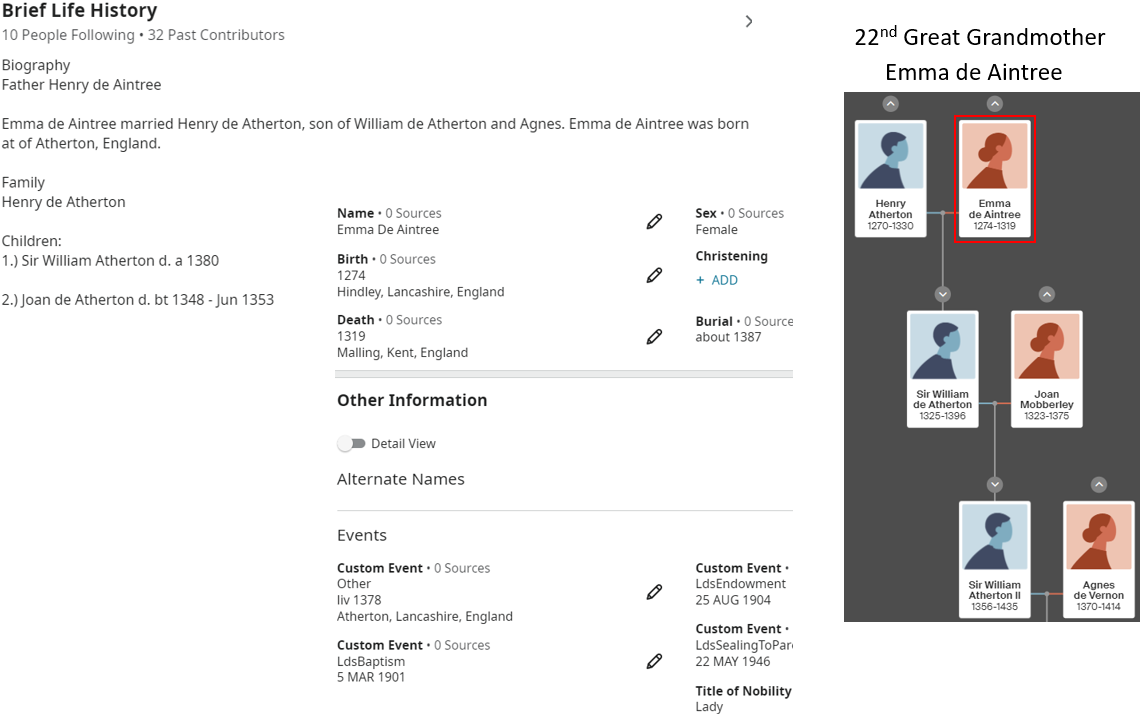 Brief Life History
10 People Following • 32 Past Contributors
Biography
Father Henry de Aintree
Emma de Aintree married Henry de Atherton, son of William de Atherton and Agnes. Emma de Aintree was born
at of Atherton, England.
Family
Henry de Atherton
Children:
1.) Sir William Atherton d. a 1380
2.) Joan de Atherton d. bt 1348 - Jun 1353
Name • 0 Sources
Emma De Aintree
Birth • 0 Sources
1274
Hindley, Lancashire, England
Death • 0 Sources
1319
Malling, Kent, England
Sex • 0 Sources
Female
Christening
+ ADD
Burial • 0 Source
about 1387
Other Information
Detail View
Alternate Names
Events
Custom Event • 0 Sources
Other
liv 1378
Atherton, Lancashire, England
Custom Event • 0 Sources
LdsBaptism
5 MAR 1901
Custom Event •
LdsEndowment
25 AUG 1904
Custom Event •
LdsSealingToPar
22 MAY 1946
Title of Nobility
Lady
22nd Great Grandmother
Emma de Aintree
Henry
Atherton
1270-1330
Emma
de Aintree
1274-1319
Sir William
de Atherton
1325-1396
Joan
Mobberley
1323-1375
Sir William
Atherton II
1356-1435
Agnes
de Vernon
1370-1414